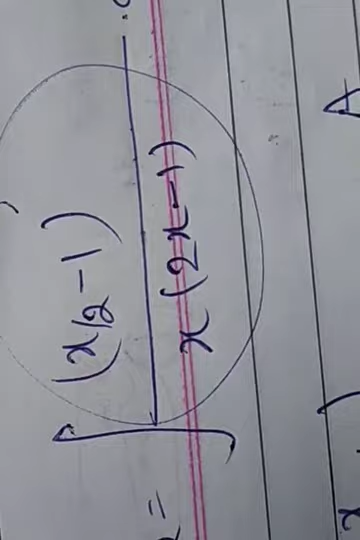 = ∫ (x/2 - 1) / x(2x - 1)